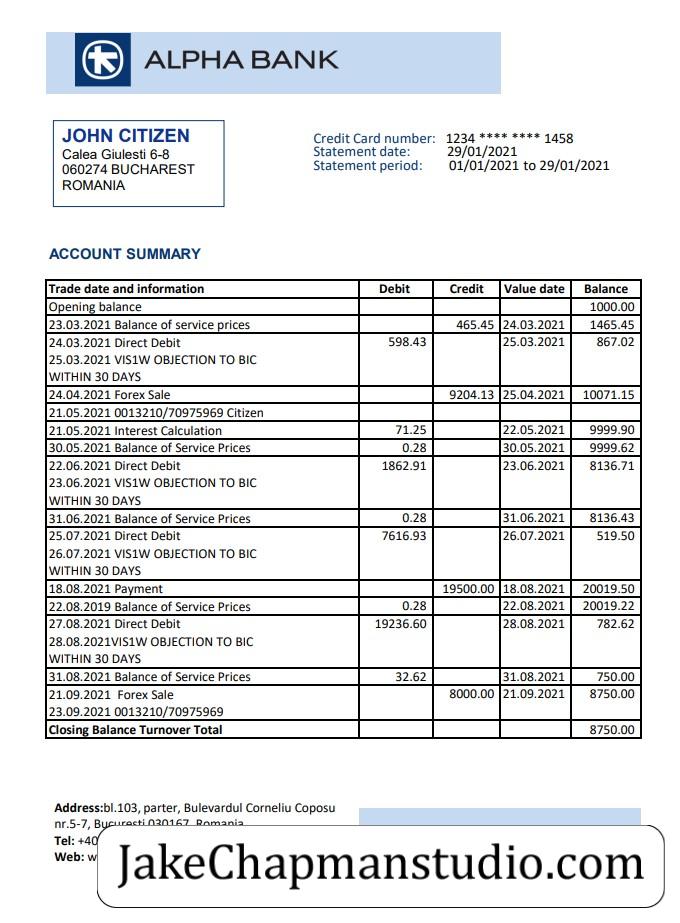 ALPHA BANK
JOHN CITIZEN
Calea Giulesti 6-8
060274 BUCHAREST
ROMANIA
Credit Card number: 1234 **** **** 1458
Statement date: 29/01/2021
Statement period: 01/01/2021 to 29/01/2021
ACCOUNT SUMMARY
Trade date and information Debit Credit Value date Balance
Opening balance 1000.00
23.03.2021 Balance of service prices 465.45 24.03.2021 1465.45
24.03.2021 Direct Debit 598.43 25.03.2021 867.02
25.03.2021 VIS1W OBJECTION TO BIC
WITHIN 30 DAYS
24.04.2021 Forex Sale 9204.13 25.04.2021 10071.15
21.05.2021 0013210/70975969 Citizen
21.05.2021 Interest Calculation 71.25 22.05.2021 9999.90
30.05.2021 Balance of Service Prices 0.28 30.05.2021 9999.62
22.06.2021 Direct Debit 1862.91 23.06.2021 8136.71
23.06.2021 VIS1W OBJECTION TO BIC
WITHIN 30 DAYS
31.06.2021 Balance of Service Prices 0.28 31.06.2021 8136.43
25.07.2021 Direct Debit 7616.93 26.07.2021 519.50
26.07.2021 VIS1W OBJECTION TO BIC
WITHIN 30 DAYS
18.08.2021 Payment 19500.00 18.08.2021 20019.50
22.08.2019 Balance of Service Prices 0.28 22.08.2021 20019.22
27.08.2021 Direct Debit 19236.60 28.08.2021 782.62
28.08.2021VIS1W OBJECTION TO BIC
WITHIN 30 DAYS
31.08.2021 Balance of Service Prices 32.62 31.08.2021 750.00
21.09.2021 Forex Sale 8000.00 21.09.2021 8750.00
23.09.2021 0013210/70975969
Closing Balance Turnover Total 8750.00
Address:bl.103, parter, Bulevardul Corneliu Coposu
nr.5-7, Bucuresti 030167, Romania
Tel: +40
Web: w
JakeChapmanstudio.com